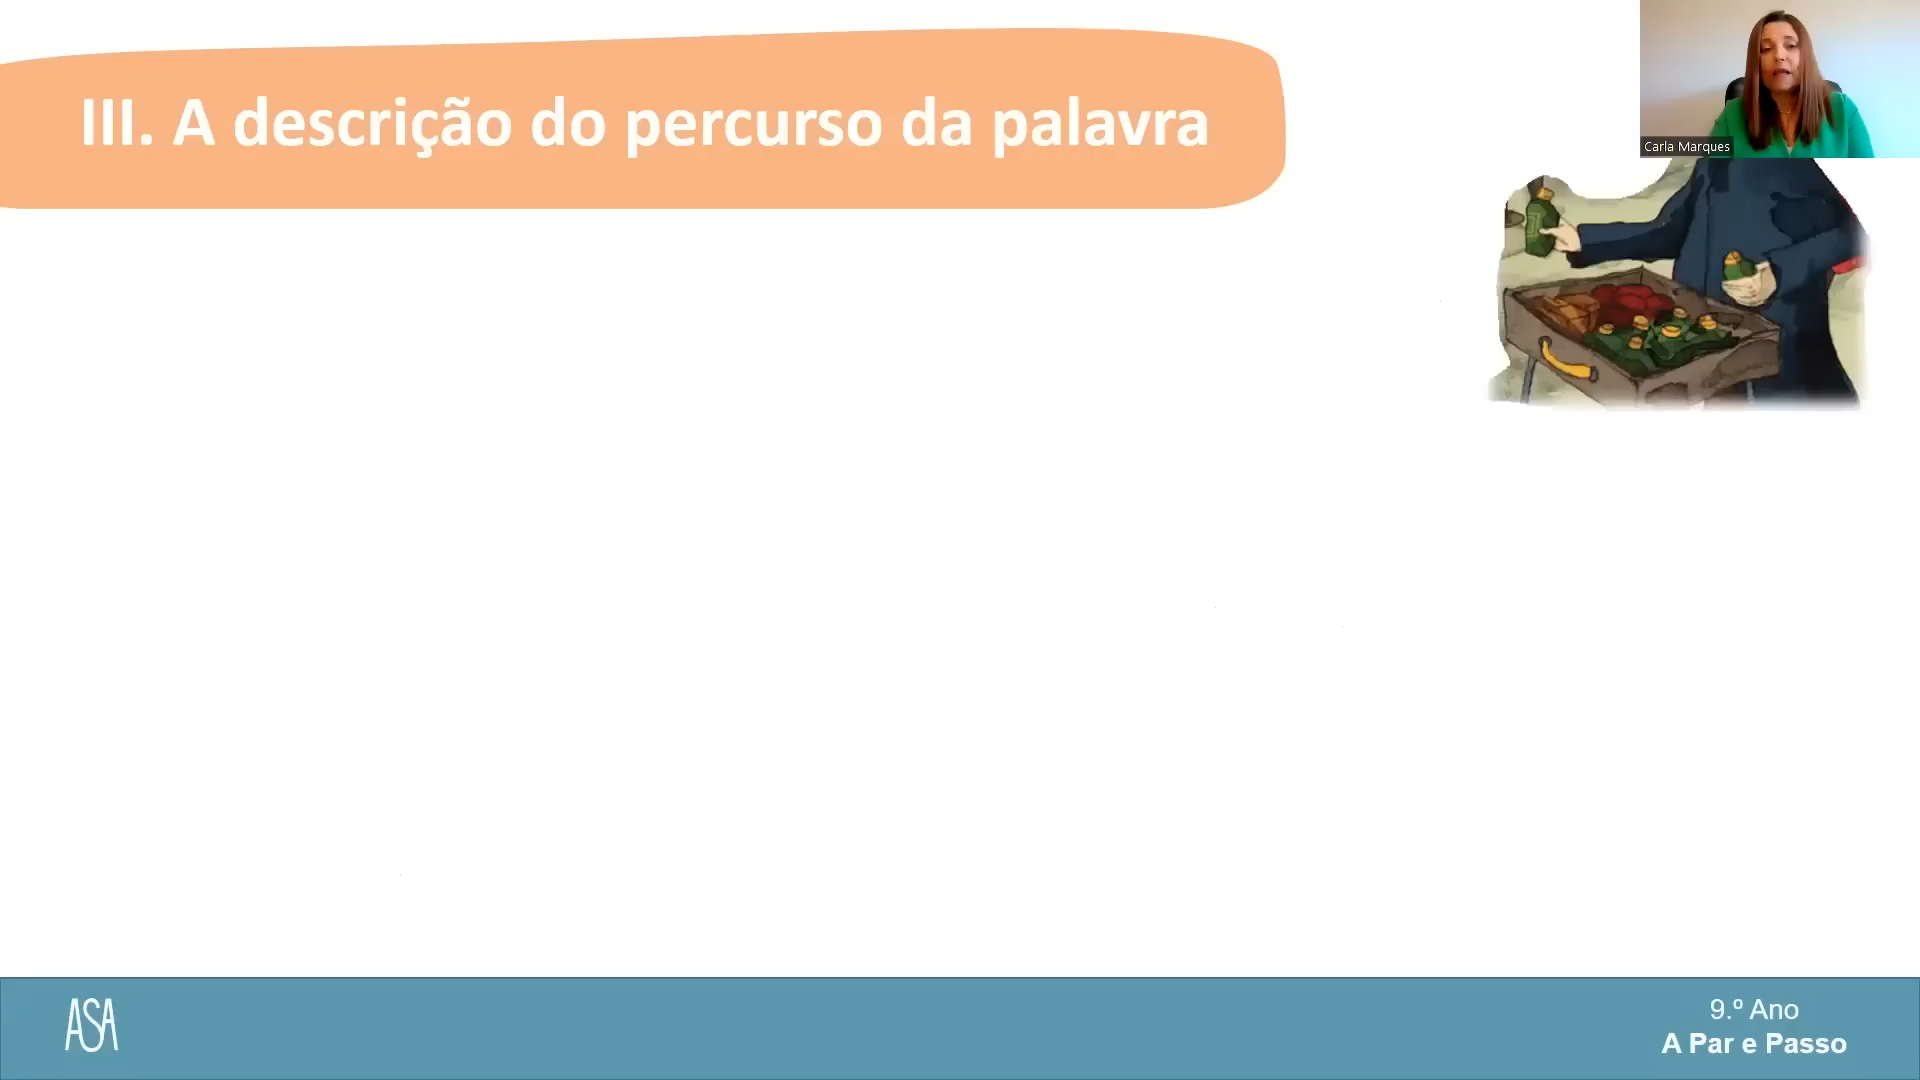 III. A descrição do percurso da palavra
Carla Marques
ASA
9.º Ano
A Par e Passo